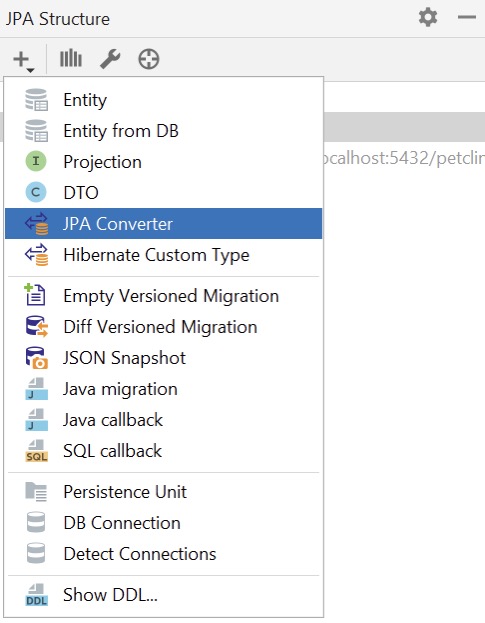 JPA Structure
Entity
Entity from DB
ocalhost:5432/petclin
I
Projection
C
DTO
JPA Converter
Hibernate Custom Type
Empty Versioned Migration
Diff Versioned Migration
JSON Snapshot
J
Java migration
J
Java callback
SQL
SQL callback
Persistence Unit
DB Connection
Detect Connections
DDL
Show DDL...